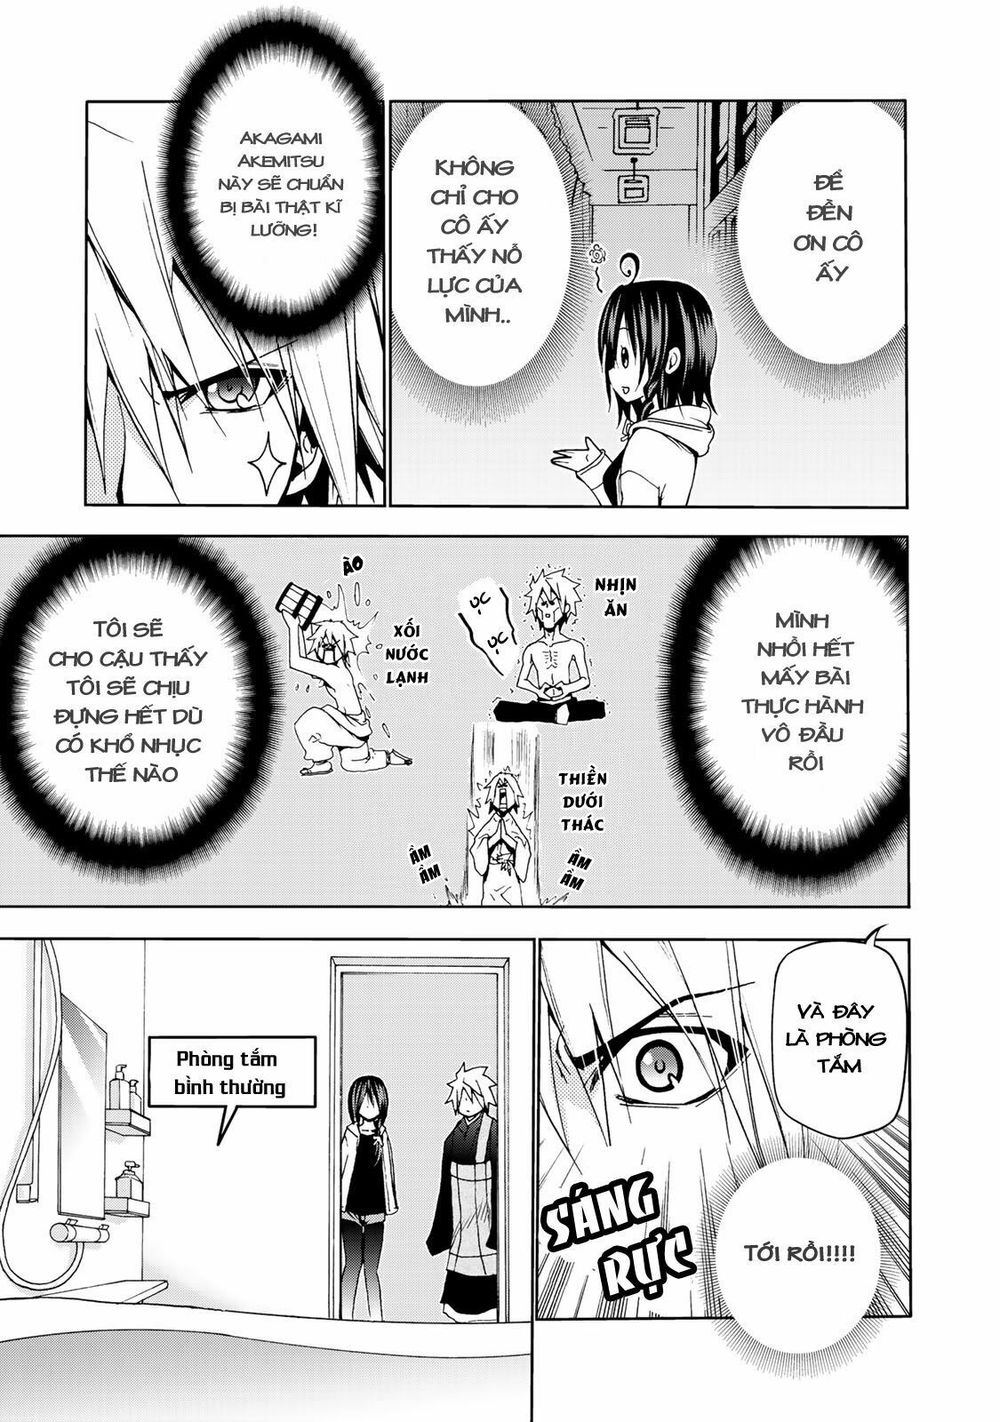 ĐỀ
ĐỀN
ƠN CÔ
ẤY
KHÔNG
CHỈ CHO
CÔ ẤY
THẤY NỖ
LỰC CỦA
MÌNH..
AKAGAMI
AKEMITSU
NÀY SẼ CHUẨN
BỊ BÀI THẬT KĨ
LƯỠNG!
MÌNH
NHỒI HẾT
MẤY BÀI
THỰC HÀNH
VÔ ĐẦU
RỒI
NHỊN
ĂN
ỰC
ỰC
ÀO
XỐI
NƯỚC
LẠNH
THIỀN
DƯỚI
THÁC
ẦM
ẦM
ẦM
ẦM
TÔI SẼ
CHO CẬU THẤY
TÔI SẼ CHỊU
ĐỰNG HẾT DÙ
CÓ KHỔ NHỤC
THẾ NÀO
VÀ ĐÂY
LÀ PHÒNG
TẮM
SÁNG
RỰC
TỚI RỒI!!!!
Phòng tắm
bình thường